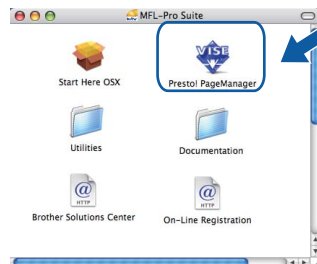 MFL-Pro Suite
Start Here OSX
VISE
Presto! PageManager
Utilities
Documentation
@
HTTP
Brother Solutions Center
@
HTTP
On-Line Registration